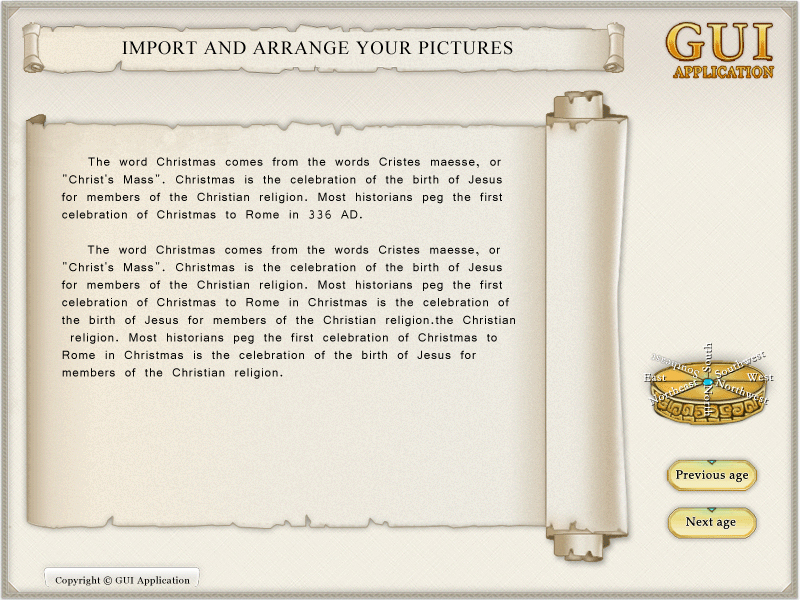 IMPORT AND ARRANGE YOUR PICTURES
GUI
APPLICATION
The word Christmas comes from the words Cristes maesse, or
"Christ's Mass". Christmas is the celebration of the birth of Jesus
for members of the Christian religion. Most historians peg the first
celebration of Christmas to Rome in 336 AD.
The word Christmas comes from the words Cristes maesse, or
"Christ's Mass". Christmas is the celebration of the birth of Jesus
for members of the Christian religion. Most historians peg the first
celebration of Christmas to Rome in Christmas is the celebration of
the birth of Jesus for members of the Christian religion.the Christian
religion. Most historians peg the first celebration of Christmas to
Rome in Christmas is the celebration of the birth of Jesus for
members of the Christian religion.
South
Southwest
West
Northwest
North
Northeast
East
Previous age
Next age
Copyright © GUI Application